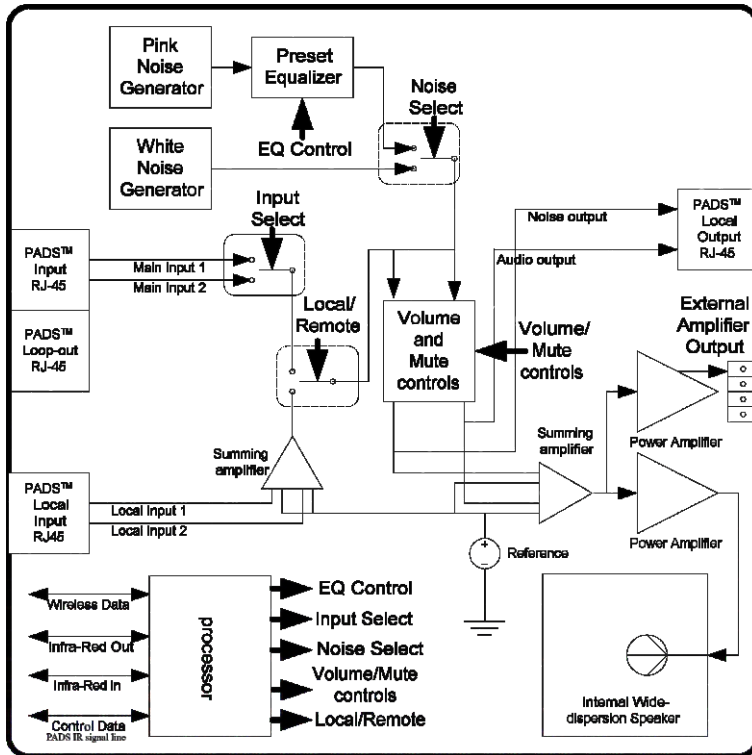 Pink
Noise
Generator
Preset
Equalizer
Noise
Select
EQ Control
White
Noise
Generator
Input
Select
PADS™
Input
RJ-45
Main Input 1
Main Input 2
PADS™
Loop-out
RJ-45
Local/
Remote
Noise output
Audio output
PADS™
Local
Output
RJ-45
Volume
and
Mute
controls
Volume/
Mute
controls
External
Amplifier
Output
Summing
amplifier
Summing
amplifier
Power Amplifier
Power Amplifier
PADS™
Local
Input
RJ45
Local Input 1
Local Input 2
+
-
Reference
Wireless Data
Infra-Red Out
Infra-Red In
Control Data
PADS IR signal line
processor
EQ Control
Input Select
Noise Select
Volume/Mute
controls
Local/Remote
Internal Wide-
dispersion Speaker